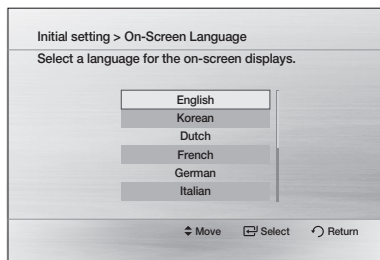 Initial setting > On-Screen Language
Select a language for the on-screen displays.
English
Korean
Dutch
French
German
Italian
Move Select Return